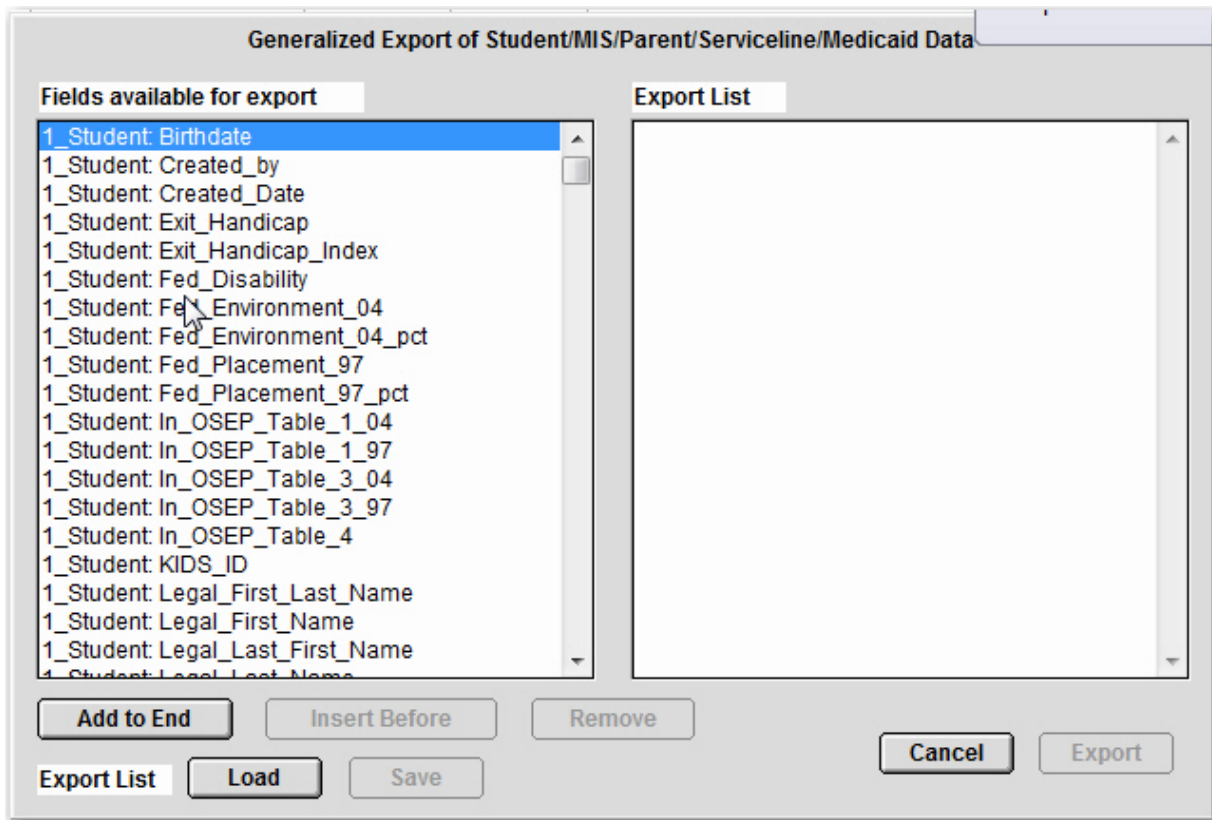 Generalized Export of Student/MIS/Parent/Serviceline/Medicaid Data
Fields available for export
Export List
1_Student: Birthdate
1_Student: Created_by
1_Student: Created_Date
1_Student: Exit_Handicap
1_Student: Exit_Handicap_Index
1_Student: Fed_Disability
1_Student: Fed_Environment_04
1_Student: Fed_Environment_04_pct
1_Student: Fed_Placement_97
1_Student: Fed_Placement_97_pct
1_Student: In_OSEP_Table_1_04
1_Student: In_OSEP_Table_1_97
1_Student: In_OSEP_Table_3_04
1_Student: In_OSEP_Table_3_97
1_Student: In_OSEP_Table_4
1_Student: KIDS_ID
1_Student: Legal_First_Last_Name
1_Student: Legal_First_Name
1_Student: Legal_Last_First_Name
1_Student: Legal_Last_Name
Add to End
Insert Before
Remove
Cancel
Export
Export List
Load
Save